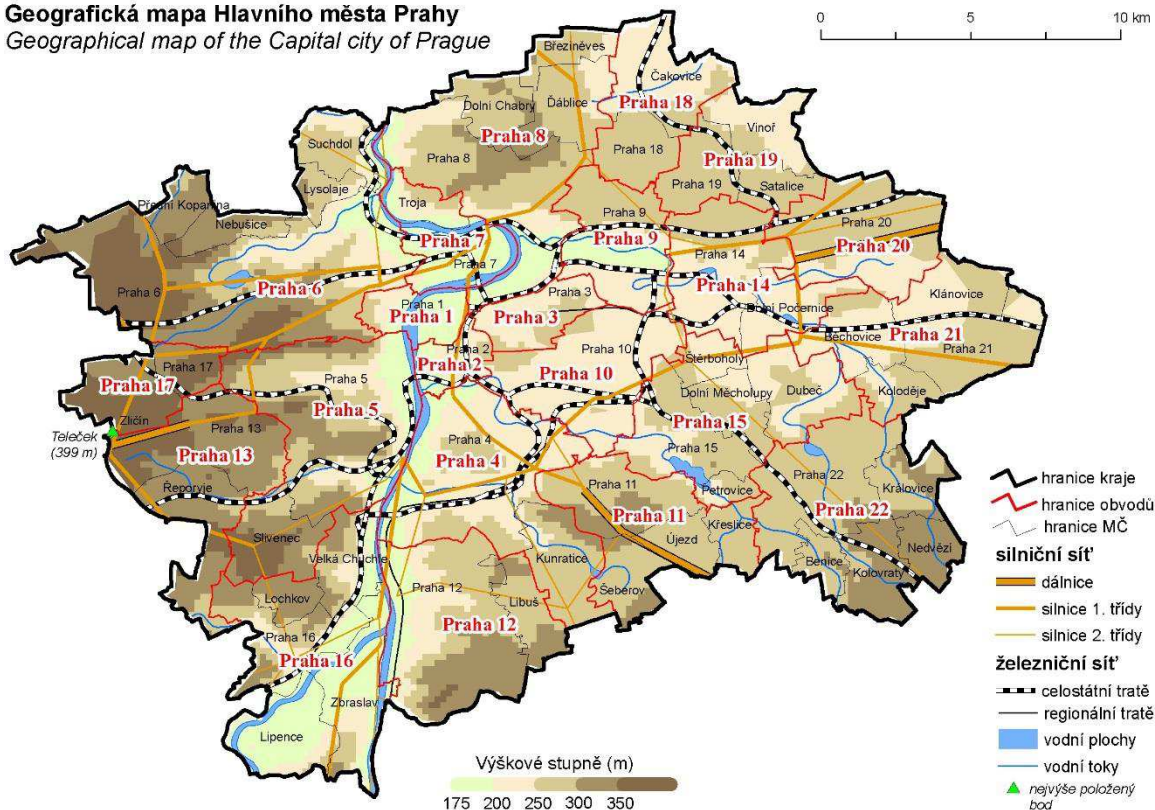 Geografická mapa Hlavního města Prahy
Geographical map of the Capital city of Prague
0 5 10 km
Březiněves
Čakovice
Dolní Chabry
Ďáblice
Praha 18
Praha 8
Vinoř
Suchdol
Praha 8
Praha 18
Praha 19
Lysolaje
Praha 19
Satalice
Přední Kopanina
Nebušice
Troja
Praha 9
Praha 20
Praha 7
Praha 9
Praha 20
Praha 14
Praha 7
Praha 6
Praha 6
Praha 14
Praha 3
Klánovice
Praha 1
Praha 1
Praha 3
Dolní Počernice
Praha 21
Běchovice
Praha 21
Praha 2
Praha 10
Praha 2
Štěrboholy
Praha 17
Praha 10
Praha 17
Praha 5
Dolní Měcholupy
Dubeč
Koloděje
Praha 5
Zličín
Praha 13
Praha 15
Teleček
(399 m)
Praha 4
Praha 13
Praha 4
Praha 15
Praha 22
Řeporyje
Praha 11
Petrovice
Královice
Praha 11
Křeslice
Praha 22
Slivenec
Velká Chuchle
Kunratice
Újezd
Nedvězí
Benice
Kolovraty
Praha 12
Šeberov
Lochkov
Libuš
Praha 12
Praha 16
Praha 16
Zbraslav
Lipence
hranice kraje
hranice obvodů
hranice MČ
silniční síť
dálnice
silnice 1. třídy
silnice 2. třídy
železniční síť
celostátní tratě
regionální tratě
vodní plochy
vodní toky
nejvýše položený
bod
Výškové stupně (m)
175 200 250 300 350